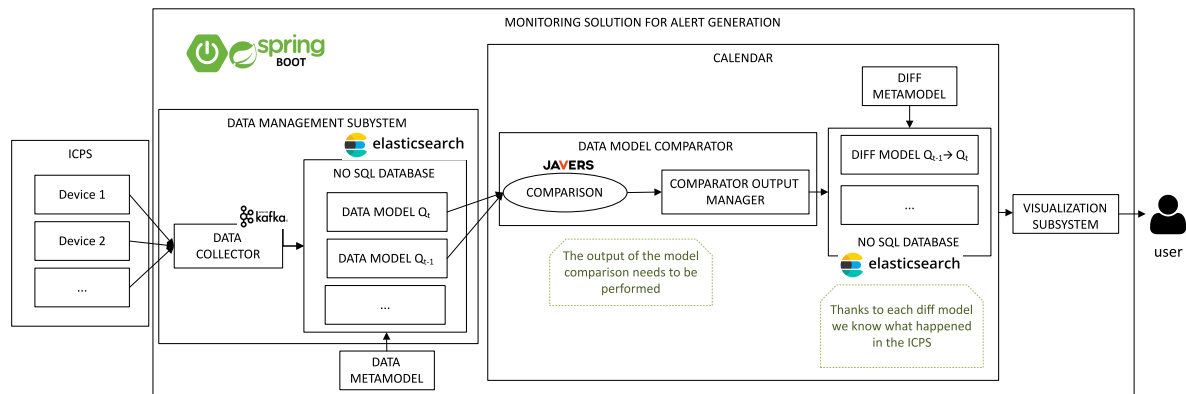 MONITORING SOLUTION FOR ALERT GENERATION
spring
BOOT
CALENDAR
DIFF
METAMODEL
DATA MANAGEMENT SUBYSTEM
elasticsearch
NO SQL DATABASE
DATA MODEL Qt
DATA MODEL Qt-1
...
DATA
METAMODEL
ICPS
Device 1
Device 2
...
kafka
DATA
COLLECTOR
DATA MODEL COMPARATOR
JAVERS
COMPARISON
COMPARATOR OUTPUT
MANAGER
The output of the model
comparison needs to be
performed
DIFF MODEL Qt-1→ Qt
...
NO SQL DATABASE
elasticsearch
Thanks to each diff model
we know what happened
in the ICPS
VISUALIZATION
SUBSYSTEM
user